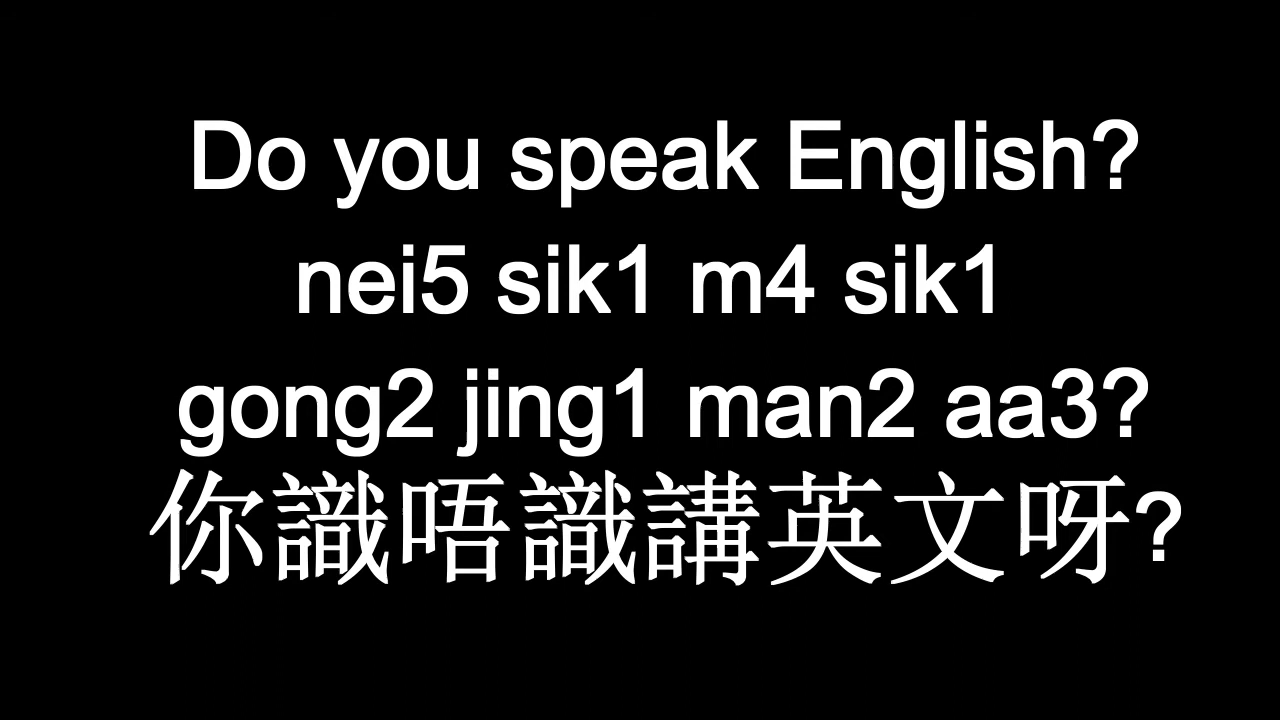 Do you speak English?
nei5 sik1 m4 sik1
gong2 jing1 man2 aa3?
你識唔識講英文呀?